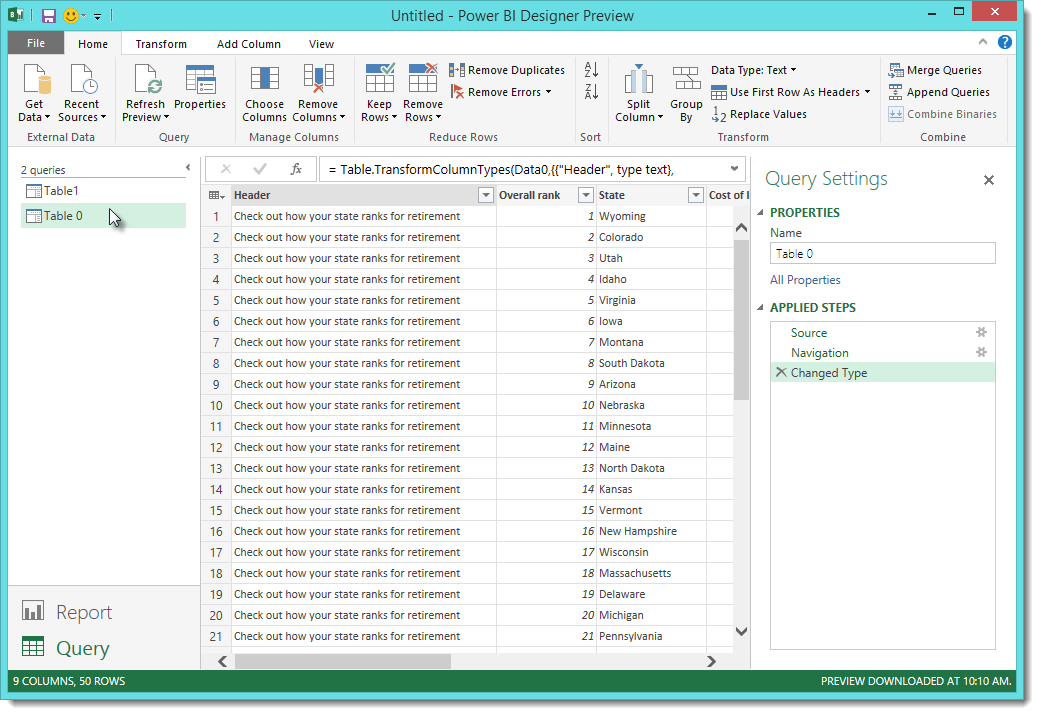 Untitled - Power BI Designer Preview
File Home Transform Add Column View
Get Data
Recent Sources
External Data
Refresh Preview
Properties
Query
Choose Columns
Remove Columns
Manage Columns
Keep Rows
Remove Rows
Remove Duplicates
Remove Errors
Reduce Rows
Sort
Split Column
Group By
Data Type: Text
Use First Row As Headers
Replace Values
Transform
Merge Queries
Append Queries
Combine Binaries
Combine
2 queries
Table1
Table 0
fx = Table.TransformColumnTypes(Data0,{{"Header", type text},
Header Overall rank State Cost of l
1 Check out how your state ranks for retirement 1 Wyoming
2 Check out how your state ranks for retirement 2 Colorado
3 Check out how your state ranks for retirement 3 Utah
4 Check out how your state ranks for retirement 4 Idaho
5 Check out how your state ranks for retirement 5 Virginia
6 Check out how your state ranks for retirement 6 Iowa
7 Check out how your state ranks for retirement 7 Montana
8 Check out how your state ranks for retirement 8 South Dakota
9 Check out how your state ranks for retirement 9 Arizona
10 Check out how your state ranks for retirement 10 Nebraska
11 Check out how your state ranks for retirement 11 Minnesota
12 Check out how your state ranks for retirement 12 Maine
13 Check out how your state ranks for retirement 13 North Dakota
14 Check out how your state ranks for retirement 14 Kansas
15 Check out how your state ranks for retirement 15 Vermont
16 Check out how your state ranks for retirement 16 New Hampshire
17 Check out how your state ranks for retirement 17 Wisconsin
18 Check out how your state ranks for retirement 18 Massachusetts
19 Check out how your state ranks for retirement 19 Delaware
20 Check out how your state ranks for retirement 20 Michigan
21 Check out how your state ranks for retirement 21 Pennsylvania
Query Settings
PROPERTIES
Name
Table 0
All Properties
APPLIED STEPS
Source
Navigation
Changed Type
Report
Query
9 COLUMNS, 50 ROWS
PREVIEW DOWNLOADED AT 10:10 AM.